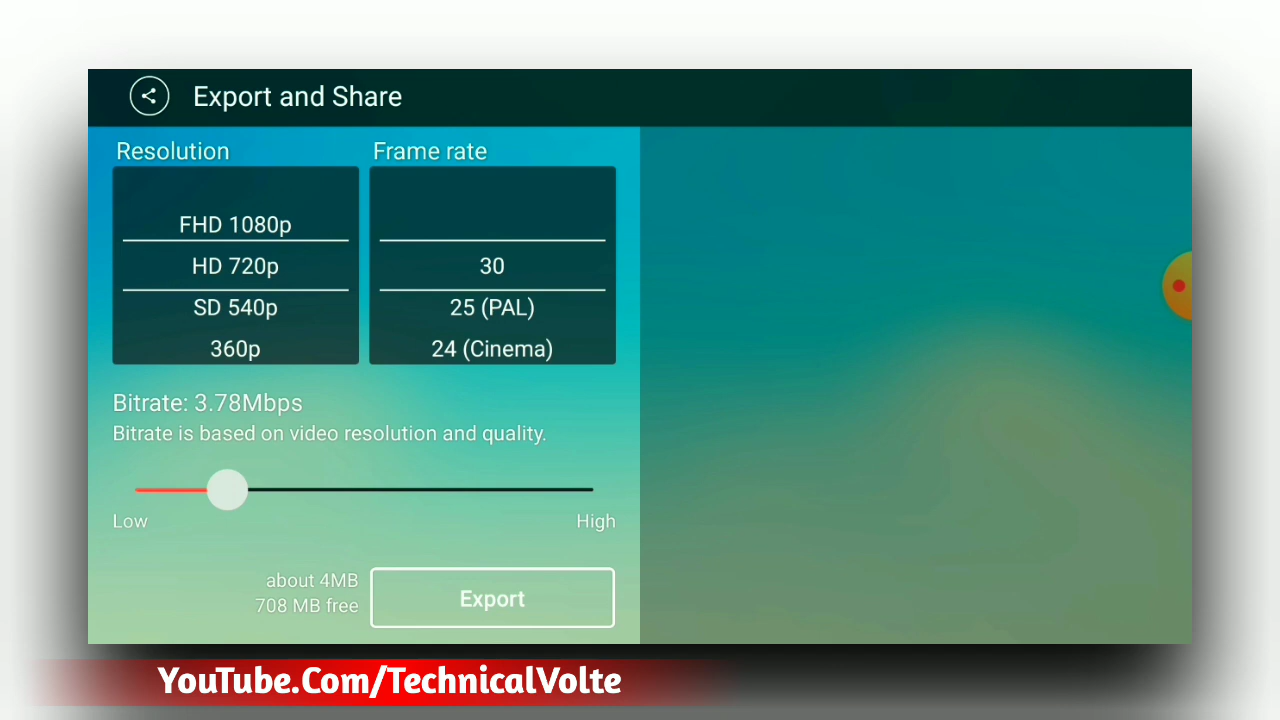 Export and Share
Resolution
FHD 1080p
HD 720p
SD 540p
360p
Frame rate
30
25 (PAL)
24 (Cinema)
Bitrate: 3.78Mbps
Bitrate is based on video resolution and quality.
Low
High
about 4MB
708 MB free
Export
YouTube.Com/TechnicalVolte